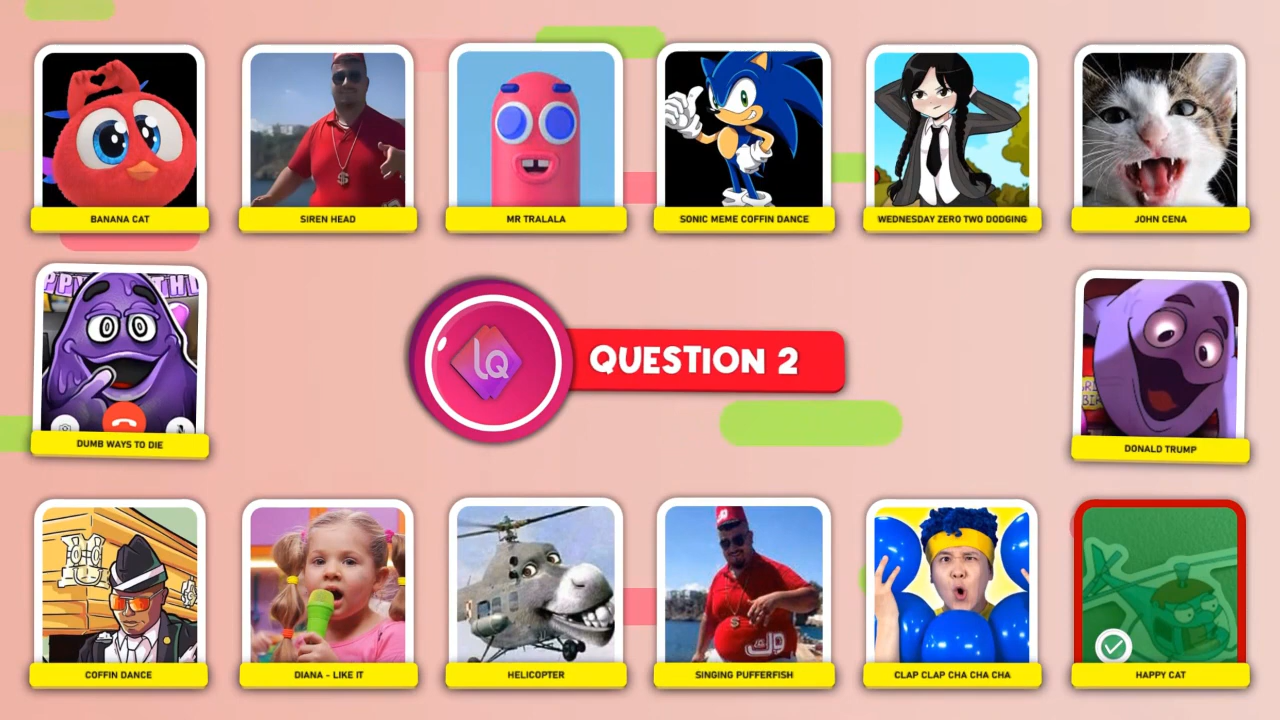 BANANA CAT
SIREN HEAD
MR TRALALA
SONIC MEME COFFIN DANCE
WEDNESDAY ZERO TWO DODGING
JOHN CENA
DUMB WAYS TO DIE
LQ
QUESTION 2
DONALD TRUMP
COFFIN DANCE
DIANA - LIKE IT
HELICOPTER
SINGING PUFFERFISH
CLAP CLAP CHA CHA CHA
HAPPY CAT